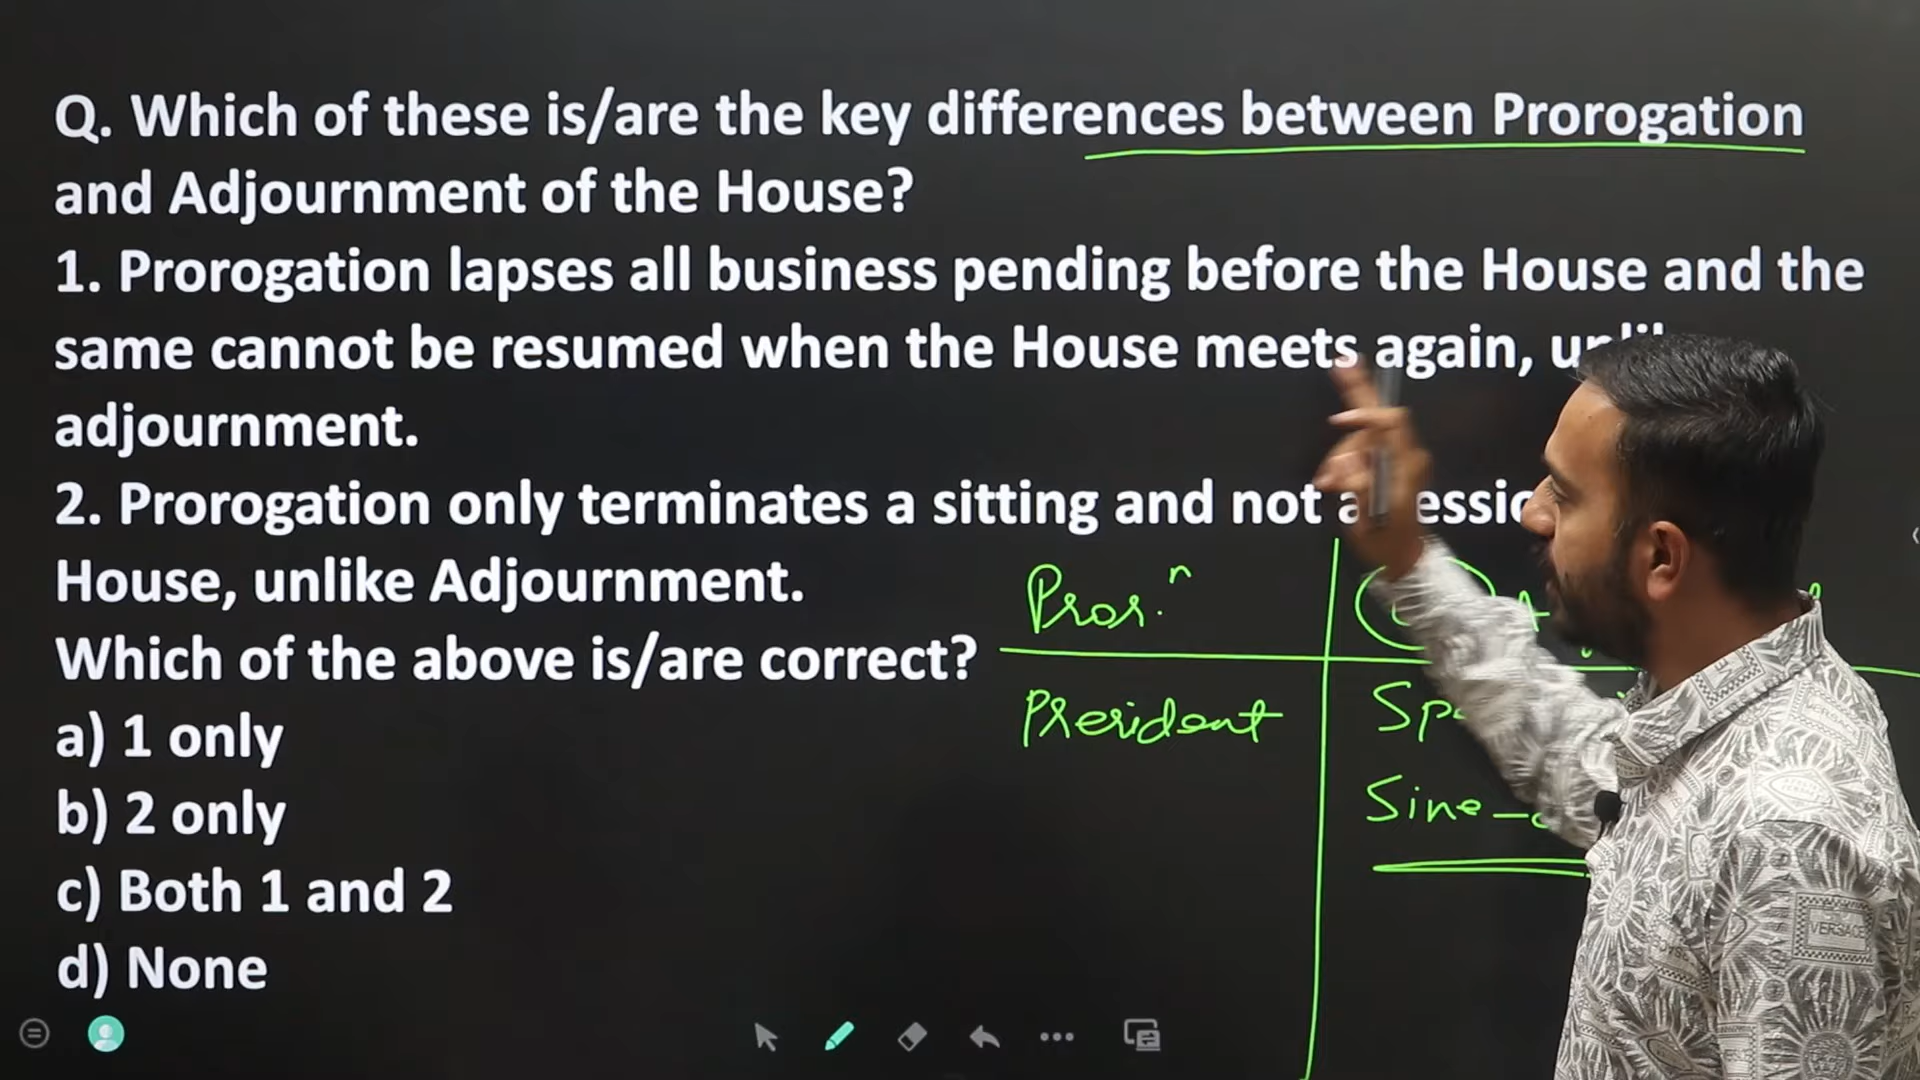 Q. Which of these is/are the key differences between Prorogation
and Adjournment of the House?
1. Prorogation lapses all business pending before the House and the
same cannot be resumed when the House meets again,
adjournment.
2. Prorogation only terminates a sitting and not a
House, unlike Adjournment.
Which of the above is/are correct?
Pror.n
a) 1 only
President
b) 2 only
Sine
c) Both 1 and 2
d) None
VERSACE